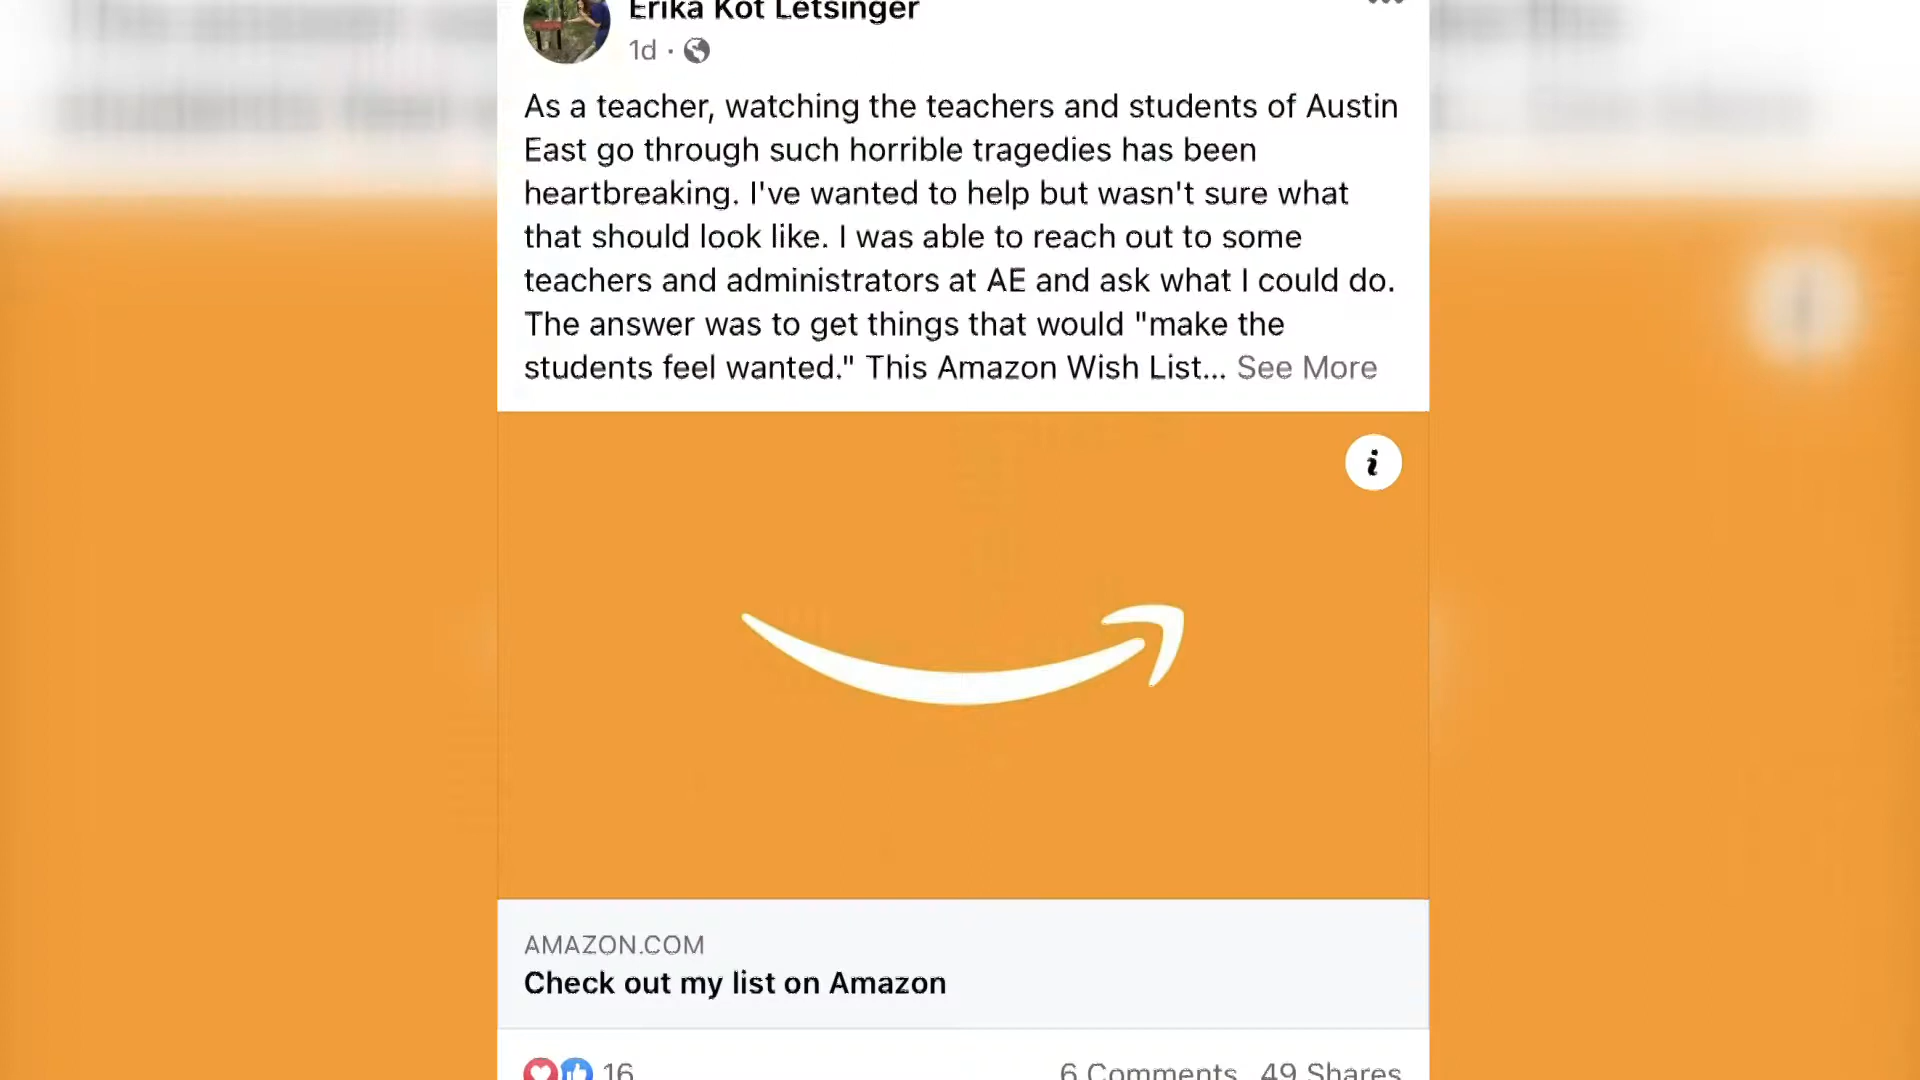 Erika Kot Letsinger
1d ·
As a teacher, watching the teachers and students of Austin
East go through such horrible tragedies has been
heartbreaking. I've wanted to help but wasn't sure what
that should look like. I was able to reach out to some
teachers and administrators at AE and ask what I could do.
The answer was to get things that would "make the
students feel wanted." This Amazon Wish List... See More
i
AMAZON.COM
Check out my list on Amazon
16 6 Comments 49 Shares